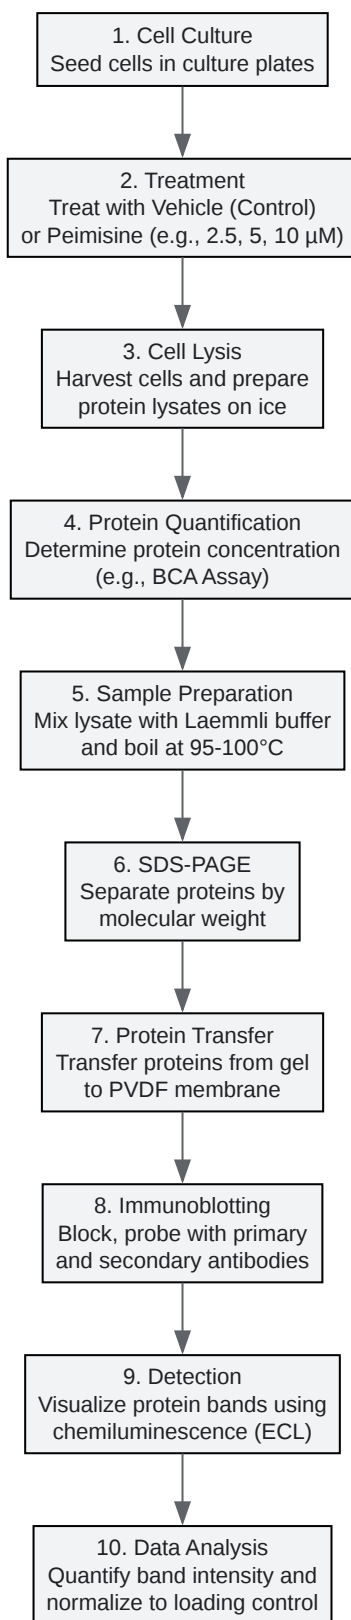 1. Cell Culture
Seed cells in culture plates
2. Treatment
Treat with Vehicle (Control)
or Peimisine (e.g., 2.5, 5, 10 µM)
3. Cell Lysis
Harvest cells and prepare
protein lysates on ice
4. Protein Quantification
Determine protein concentration
(e.g., BCA Assay)
5. Sample Preparation
Mix lysate with Laemmli buffer
and boil at 95-100°C
6. SDS-PAGE
Separate proteins by
molecular weight
7. Protein Transfer
Transfer proteins from gel
to PVDF membrane
8. Immunoblotting
Block, probe with primary
and secondary antibodies
9. Detection
Visualize protein bands using
chemiluminescence (ECL)
10. Data Analysis
Quantify band intensity and
normalize to loading control